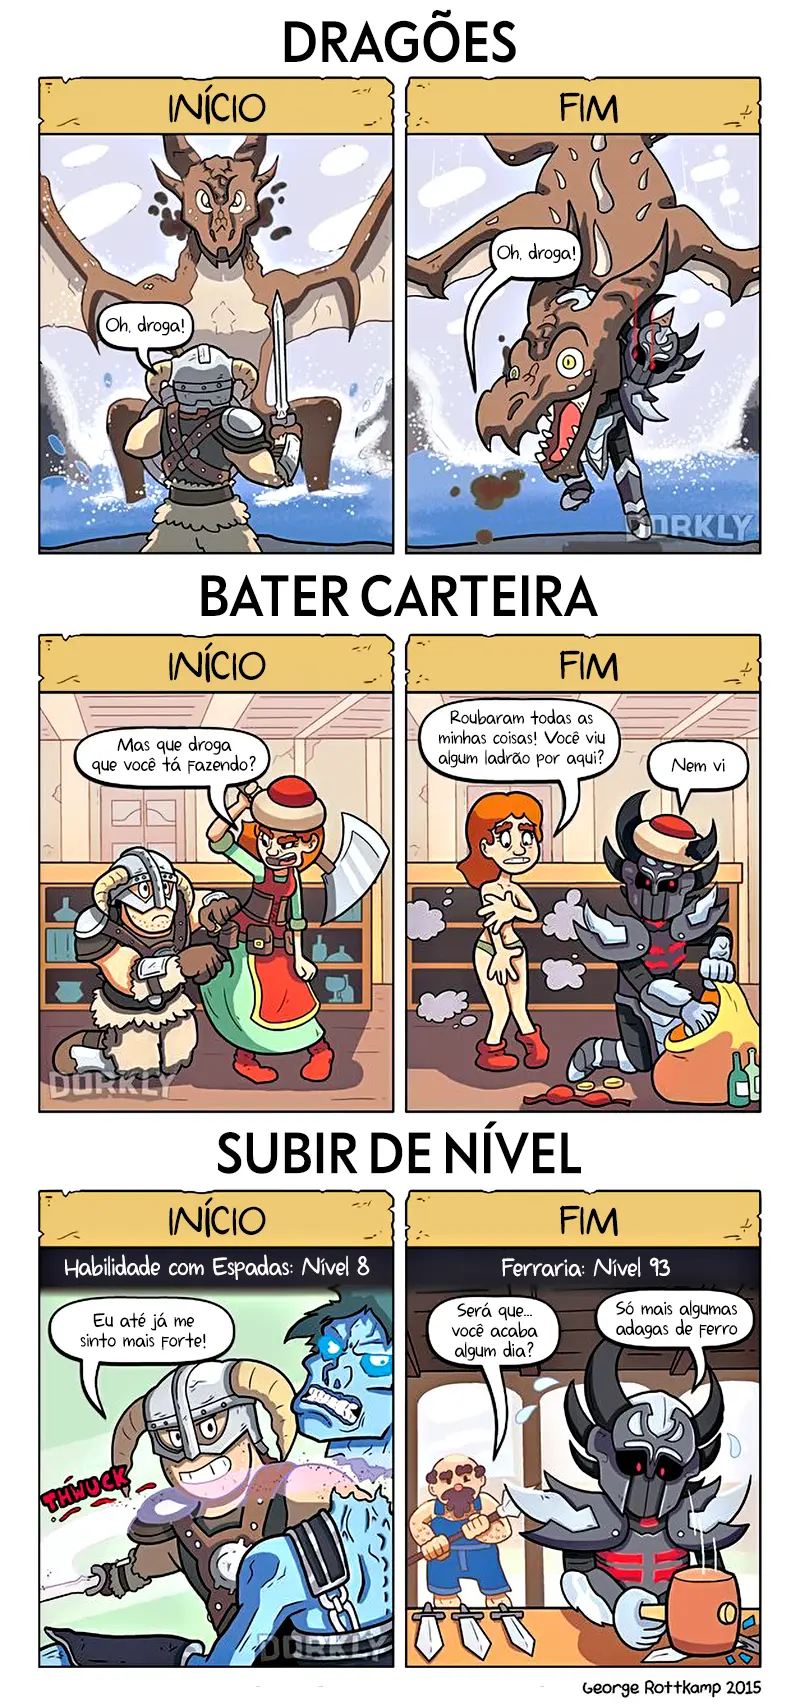 DRAGÕES
INÍCIO
FIM
Oh, droga!
Oh, droga!
DORKLY
BATER CARTEIRA
INÍCIO
FIM
Mas que droga
que você tá fazendo?
Roubaram todas as
minhas coisas! Você viu
algum ladrão por aqui?
Nem vi
DORKLY
SUBIR DE NÍVEL
INÍCIO
FIM
Habilidade com Espadas: Nível 8
Ferraria: Nível 93
Eu até já me
sinto mais forte!
Será que...
você acaba
algum dia?
Só mais algumas
adagas de ferro
THWUCK
DORKLY
George Rottkamp 2015